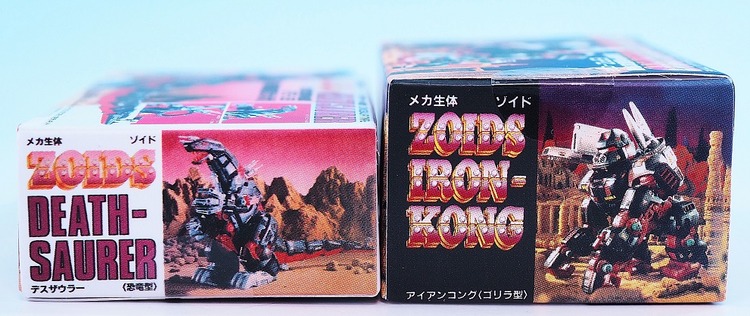 メカ生体 ゾイド
ZOIDS
DEATH-
SAURER
デスザウラー 〈恐竜型〉
メカ生体 ゾイド
ZOIDS
IRON-
KONG
アイアンコング〈ゴリラ型〉